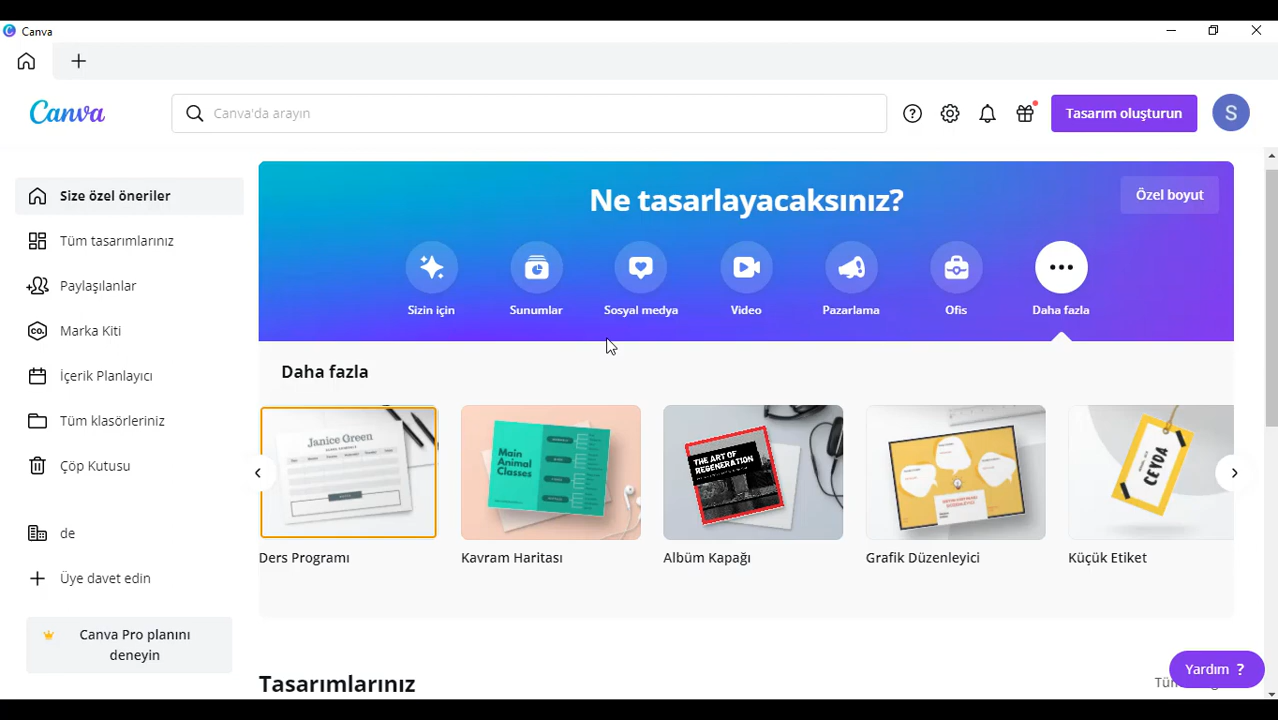 Canva
Canva
Canva'da arayın
Tasarım oluşturun
S
Size özel öneriler
Tüm tasarımlarınız
Paylaşılanlar
Marka Kiti
İçerik Planlayıcı
Tüm klasörleriniz
Çöp Kutusu
de
Üye davet edin
Canva Pro planını
deneyin
Ne tasarlayacaksınız?
Özel boyut
Sizin için
Sunumlar
Sosyal medya
Video
Pazarlama
Ofis
Daha fazla
Daha fazla
Janice Green
Main
Animal
Classes
THE ART OF
REGENERATION
CEYDA
Ders Programı
Kavram Haritası
Albüm Kapağı
Grafik Düzenleyici
Küçük Etiket
Tasarımlarınız
Yardım ?